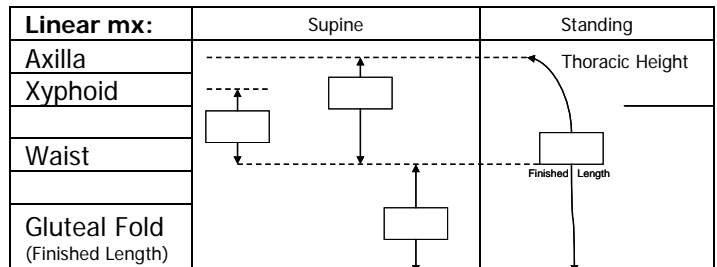 Linear mx: Supine Standing
Axilla Thoracic Height
Xyphoid
Waist
Finished Length
Gluteal Fold
(Finished Length)